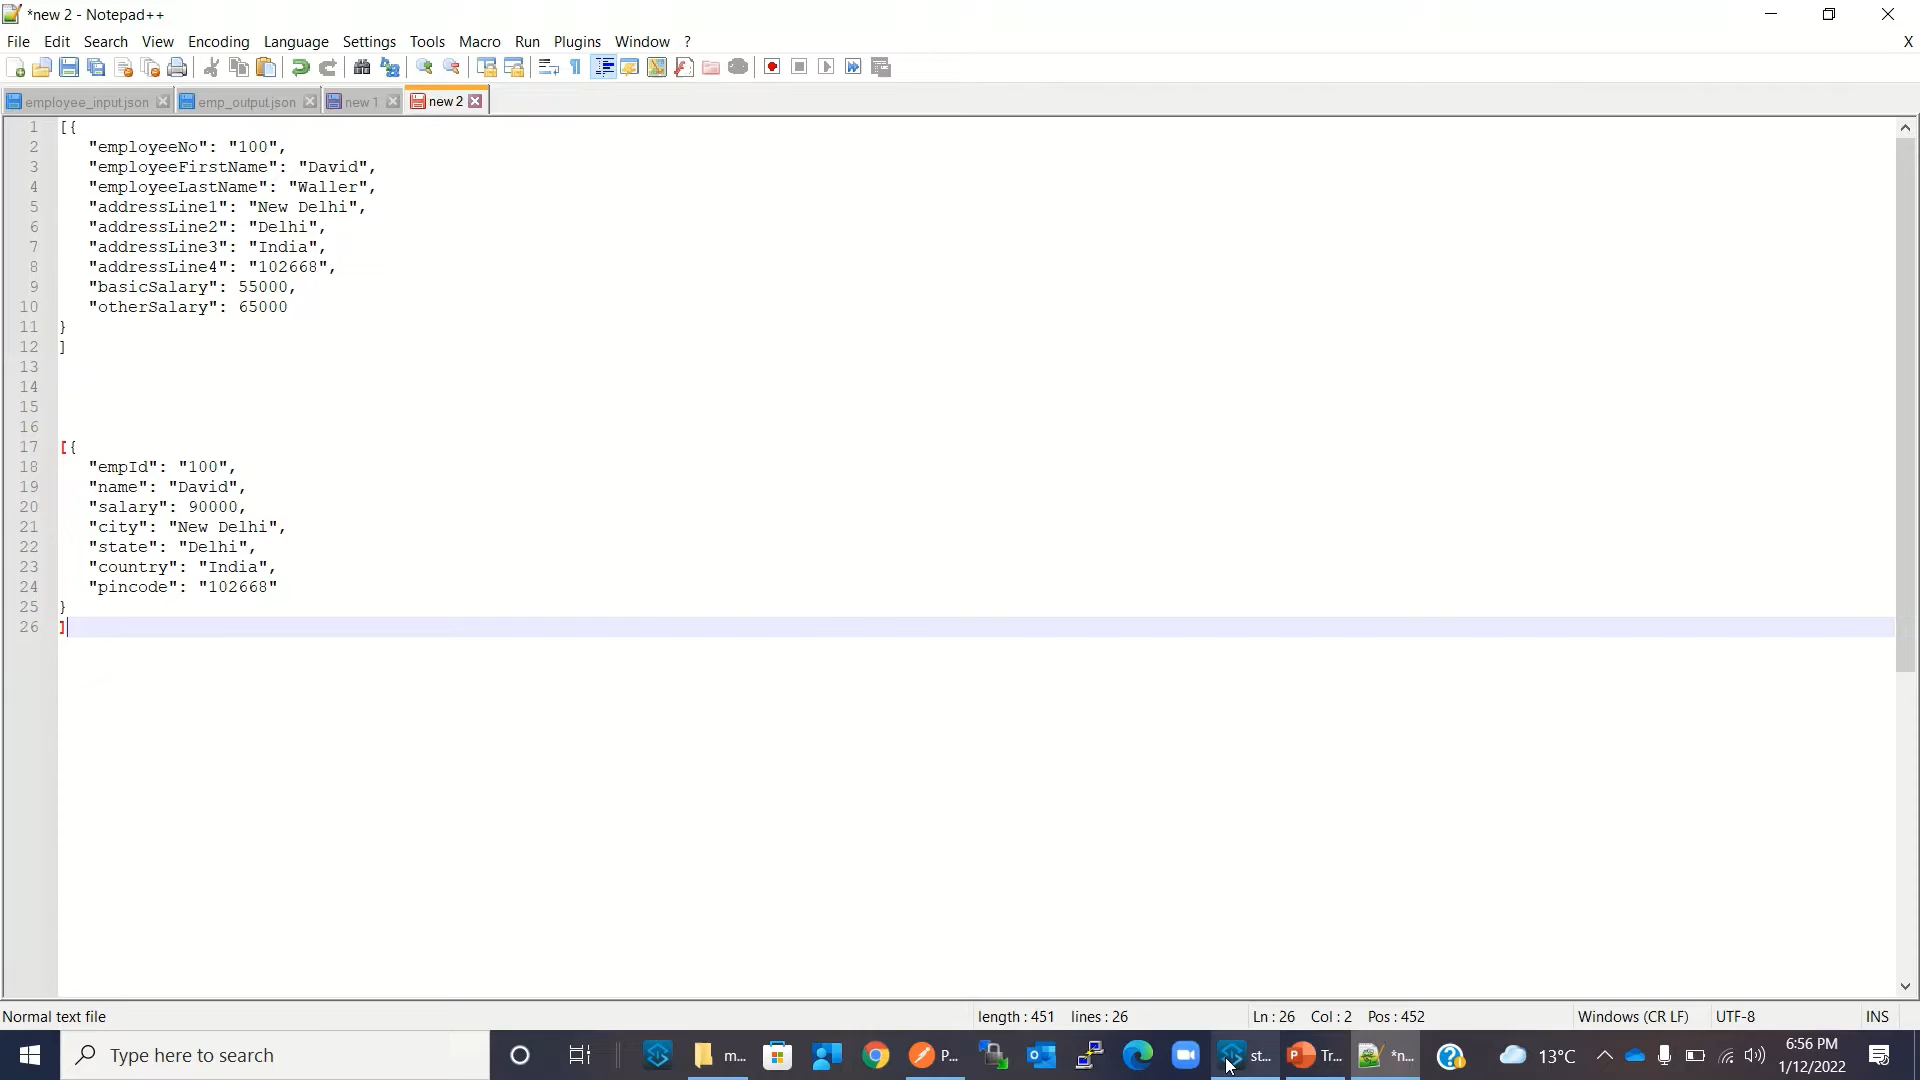 *new 2 - Notepad++
File Edit Search View Encoding Language Settings Tools Macro Run Plugins Window ? X
employee_input.json emp_output.json new 1 new 2
1 [{
2 "employeeNo": "100",
3 "employeeFirstName": "David",
4 "employeeLastName": "Waller",
5 "addressLine1": "New Delhi",
6 "addressLine2": "Delhi",
7 "addressLine3": "India",
8 "addressLine4": "102668",
9 "basicSalary": 55000,
10 "otherSalary": 65000
11 }
12 ]
13
14
15
16
17 [{
18 "empId": "100",
19 "name": "David",
20 "salary": 90000,
21 "city": "New Delhi",
22 "state": "Delhi",
23 "country": "India",
24 "pincode": "102668"
25 }
26 ]
Normal text file length : 451 lines : 26 Ln : 26 Col : 2 Pos : 452 Windows (CR LF) UTF-8 INS
Type here to search m... P... st... Tr... *n... 13°C 6:56 PM
1/12/2022